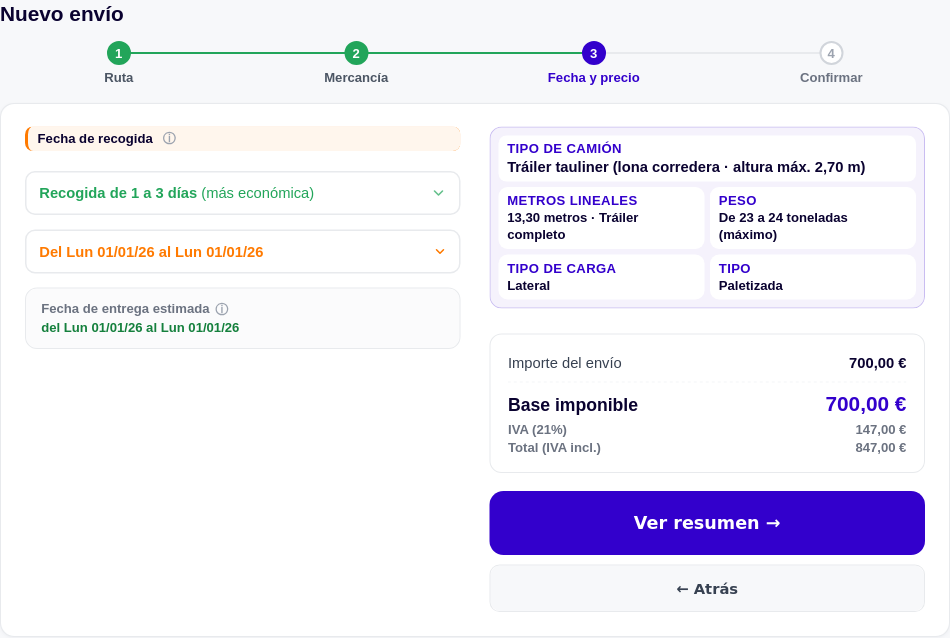 Nuevo envío
1
2
3
4
Ruta
Mercancía
Fecha y precio
Confirmar
Fecha de recogida ⓘ
Recogida de 1 a 3 días (más económica)
Del Lun 01/01/26 al Lun 01/01/26
Fecha de entrega estimada ⓘ
del Lun 01/01/26 al Lun 01/01/26
TIPO DE CAMIÓN
Tráiler tauliner (lona corredera · altura máx. 2,70 m)
METROS LINEALES
13,30 metros · Tráiler
completo
PESO
De 23 a 24 toneladas
(máximo)
TIPO DE CARGA
Lateral
TIPO
Paletizada
Importe del envío 700,00 €
Base imponible 700,00 €
IVA (21%) 147,00 €
Total (IVA incl.) 847,00 €
Ver resumen →
← Atrás